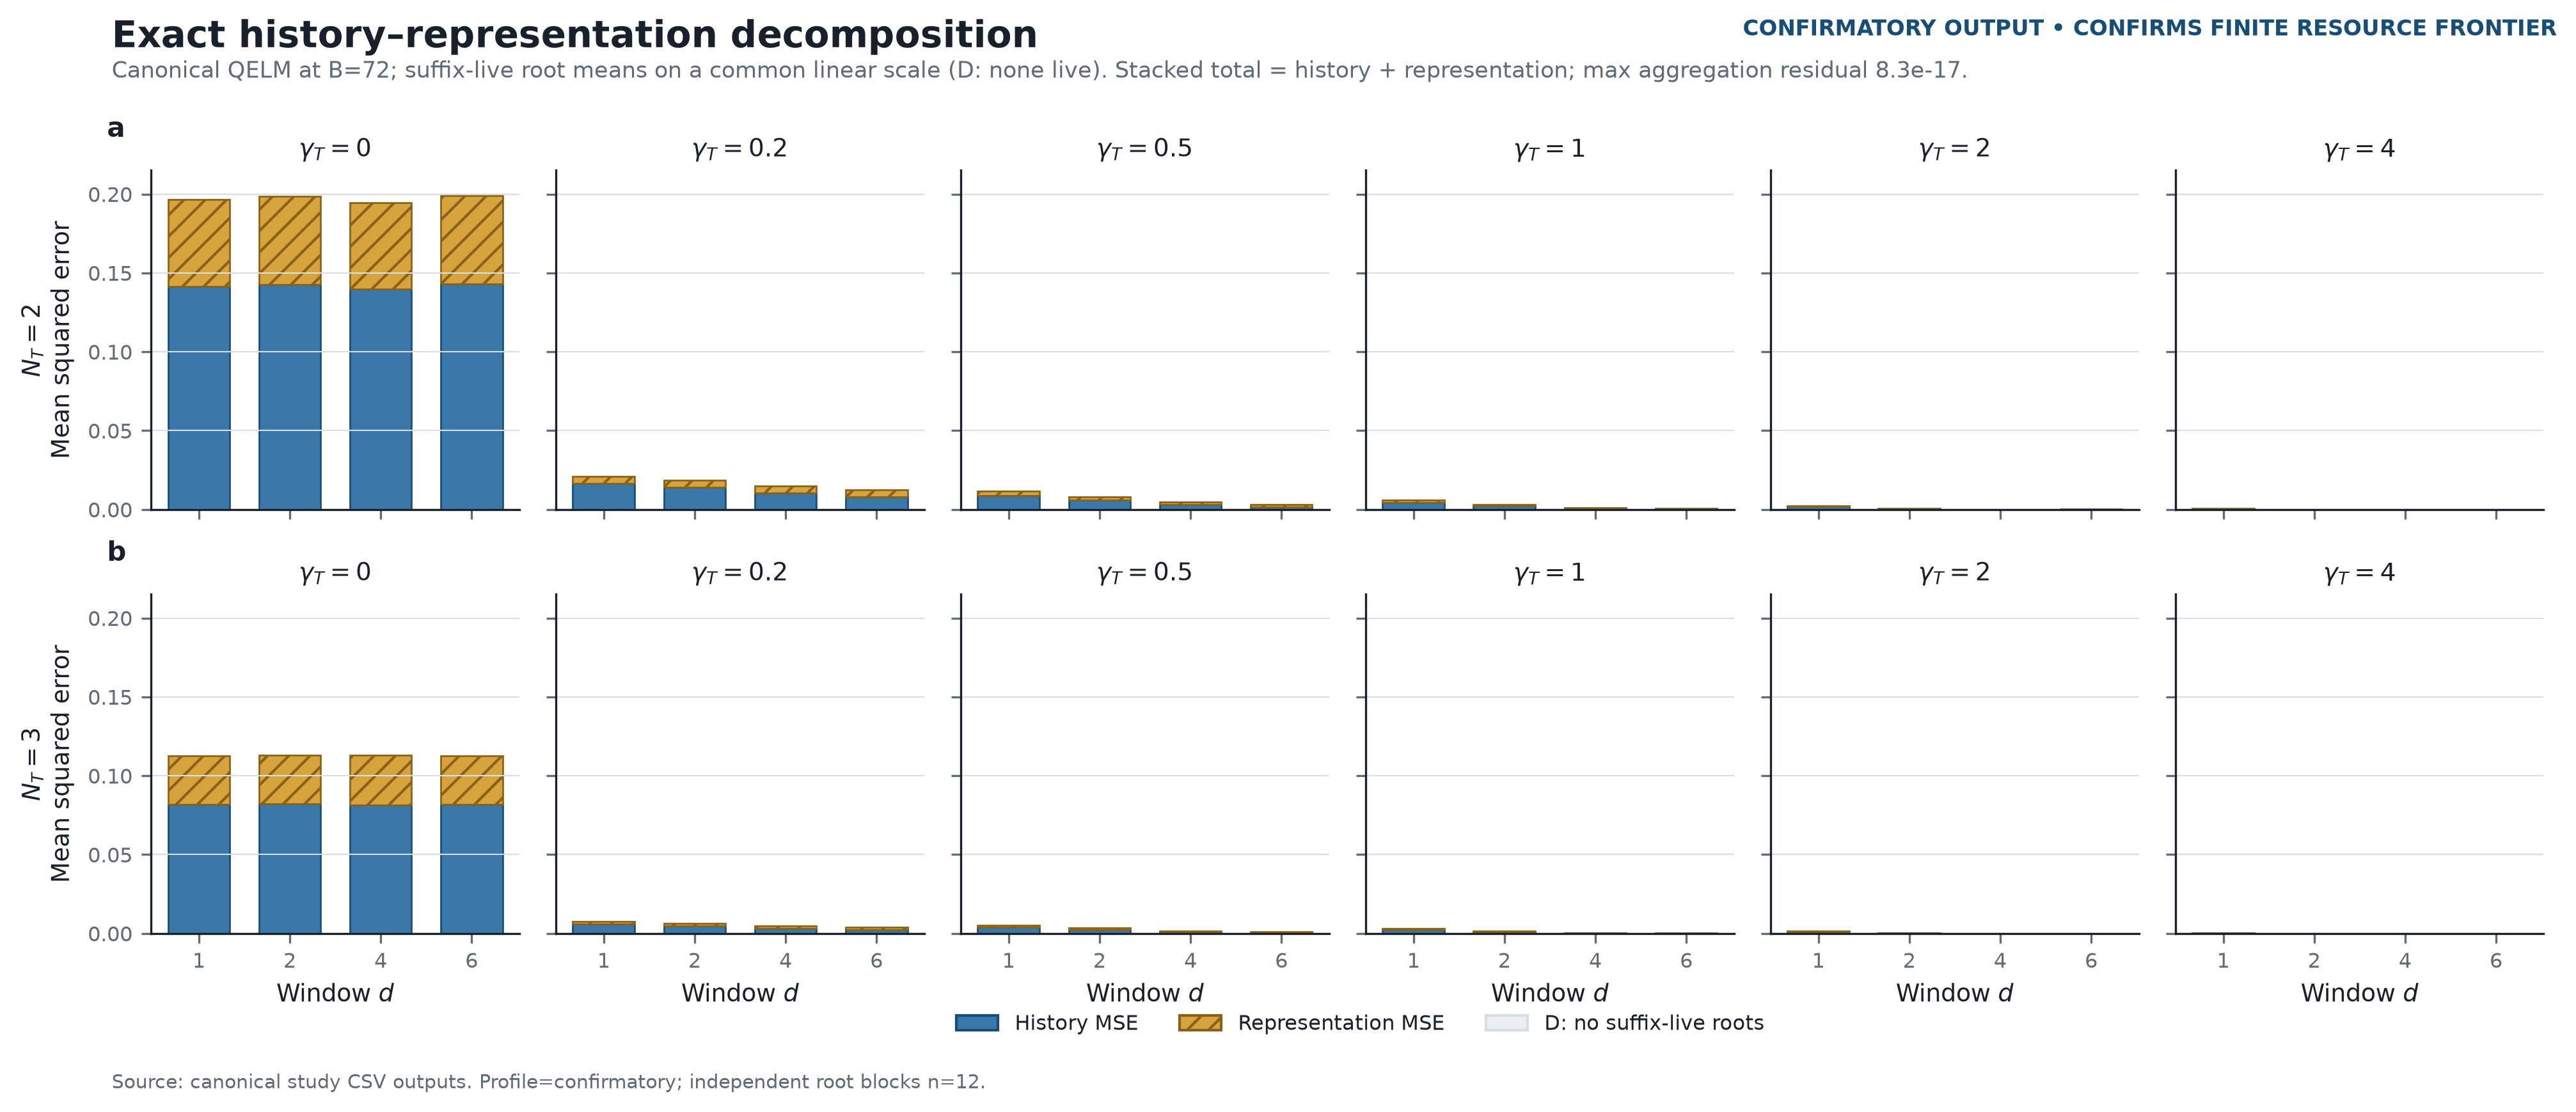 Exact history–representation decomposition
CONFIRMATORY OUTPUT • CONFIRMS FINITE RESOURCE FRONTIER
Canonical QELM at B=72; suffix-live root means on a common linear scale (D: none live). Stacked total = history + representation; max aggregation residual 8.3e-17.
a
γT = 0
γT = 0.2
γT = 0.5
γT = 1
γT = 2
γT = 4
NT = 2
Mean squared error
0.20
0.15
0.10
0.05
0.00
b
γT = 0
γT = 0.2
γT = 0.5
γT = 1
γT = 2
γT = 4
NT = 3
Mean squared error
0.20
0.15
0.10
0.05
0.00
1 2 4 6
1 2 4 6
1 2 4 6
1 2 4 6
1 2 4 6
1 2 4 6
Window d
Window d
Window d
Window d
Window d
Window d
History MSE
Representation MSE
D: no suffix-live roots
Source: canonical study CSV outputs. Profile=confirmatory; independent root blocks n=12.